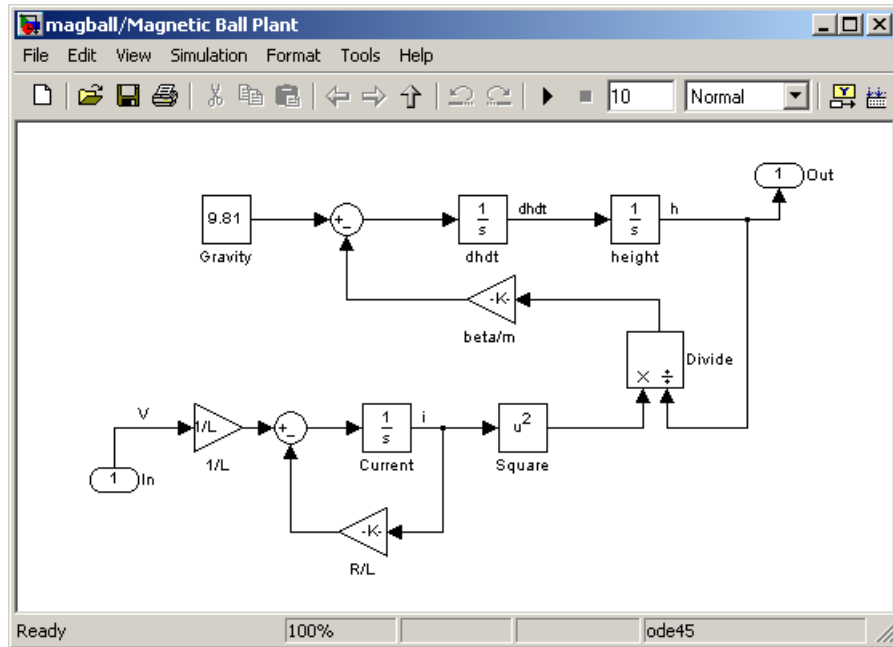 magball/Magnetic Ball Plant
File Edit View Simulation Format Tools Help
10 Normal
1 Out
9.81
Gravity
+
-
1
s
dhdt
dhdt
1
s
height
h
-K-
beta/m
× ÷
Divide
V
1 In
1/L
1/L
+
-
1
s
Current
i
u2
Square
-K-
R/L
Ready 100% ode45